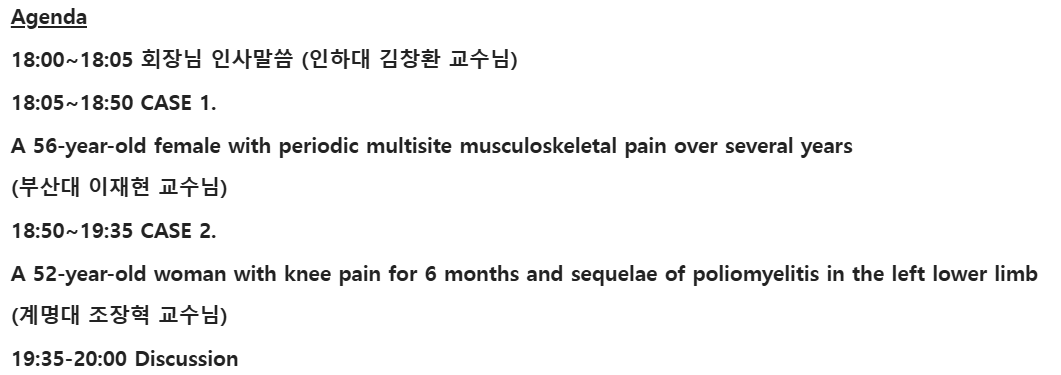 Agenda
18:00~18:05 회장님 인사말씀 (인하대 김창환 교수님)
18:05~18:50 CASE 1.
A 56-year-old female with periodic multisite musculoskeletal pain over several years
(부산대 이재현 교수님)
18:50~19:35 CASE 2.
A 52-year-old woman with knee pain for 6 months and sequelae of poliomyelitis in the left lower limb
(계명대 조장혁 교수님)
19:35-20:00 Discussion